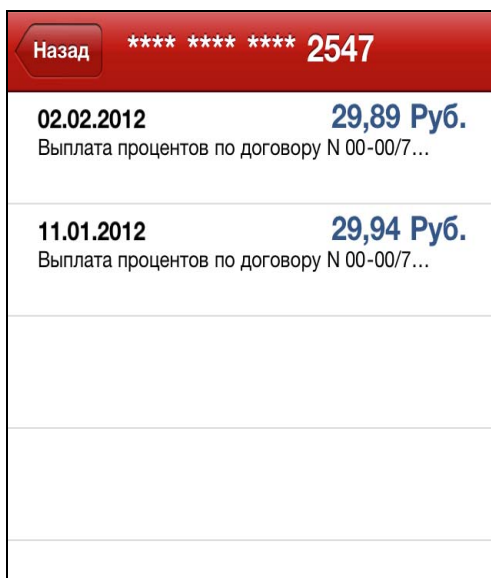 Назад **** **** **** 2547
02.02.2012 29,89 Руб.
Выплата процентов по договору N 00-00/7...
11.01.2012 29,94 Руб.
Выплата процентов по договору N 00-00/7...